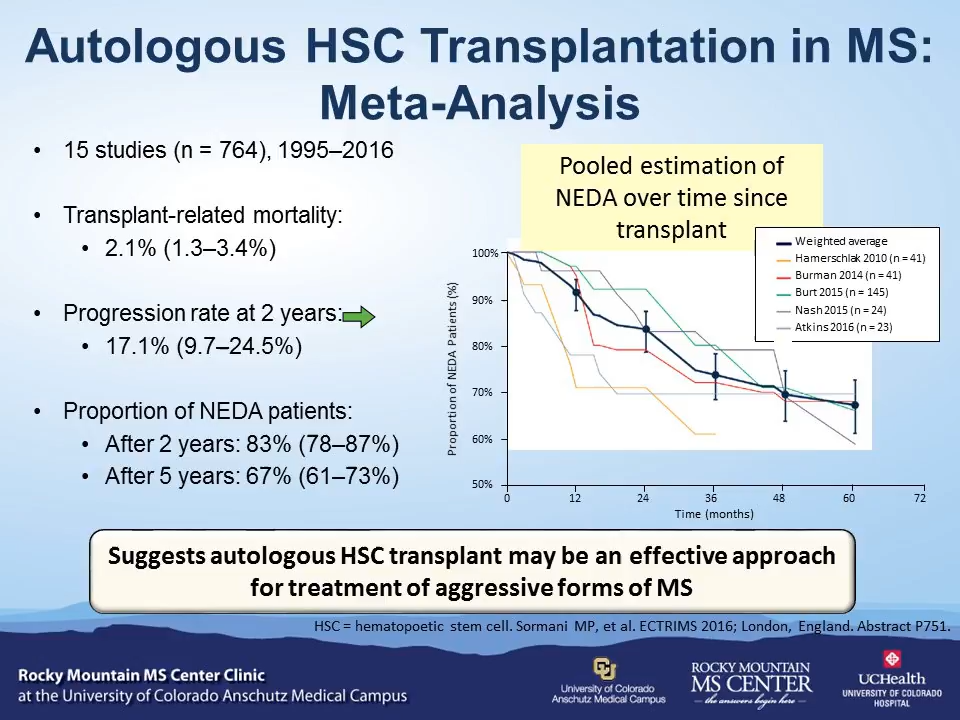 Autologous HSC Transplantation in MS:
Meta-Analysis
• 15 studies (n = 764), 1995–2016
• Transplant-related mortality:
• 2.1% (1.3–3.4%)
• Progression rate at 2 years:
• 17.1% (9.7–24.5%)
• Proportion of NEDA patients:
• After 2 years: 83% (78–87%)
• After 5 years: 67% (61–73%)
Pooled estimation of
NEDA over time since
transplant
Weighted average
Hamerschlak 2010 (n = 41)
Burman 2014 (n = 41)
Burt 2015 (n = 145)
Nash 2015 (n = 24)
Atkins 2016 (n = 23)
Proportion of NEDA Patients (%)
100%
90%
80%
70%
60%
50%
0 12 24 36 48 60 72
Time (months)
Suggests autologous HSC transplant may be an effective approach
for treatment of aggressive forms of MS
HSC = hematopoetic stem cell. Sormani MP, et al. ECTRIMS 2016; London, England. Abstract P751.
Rocky Mountain MS Center Clinic
at the University of Colorado Anschutz Medical Campus
CU
University of Colorado
Anschutz Medical Campus
ROCKY MOUNTAIN
MS CENTER
the answers begin here
UCHealth
UNIVERSITY OF COLORADO
HOSPITAL